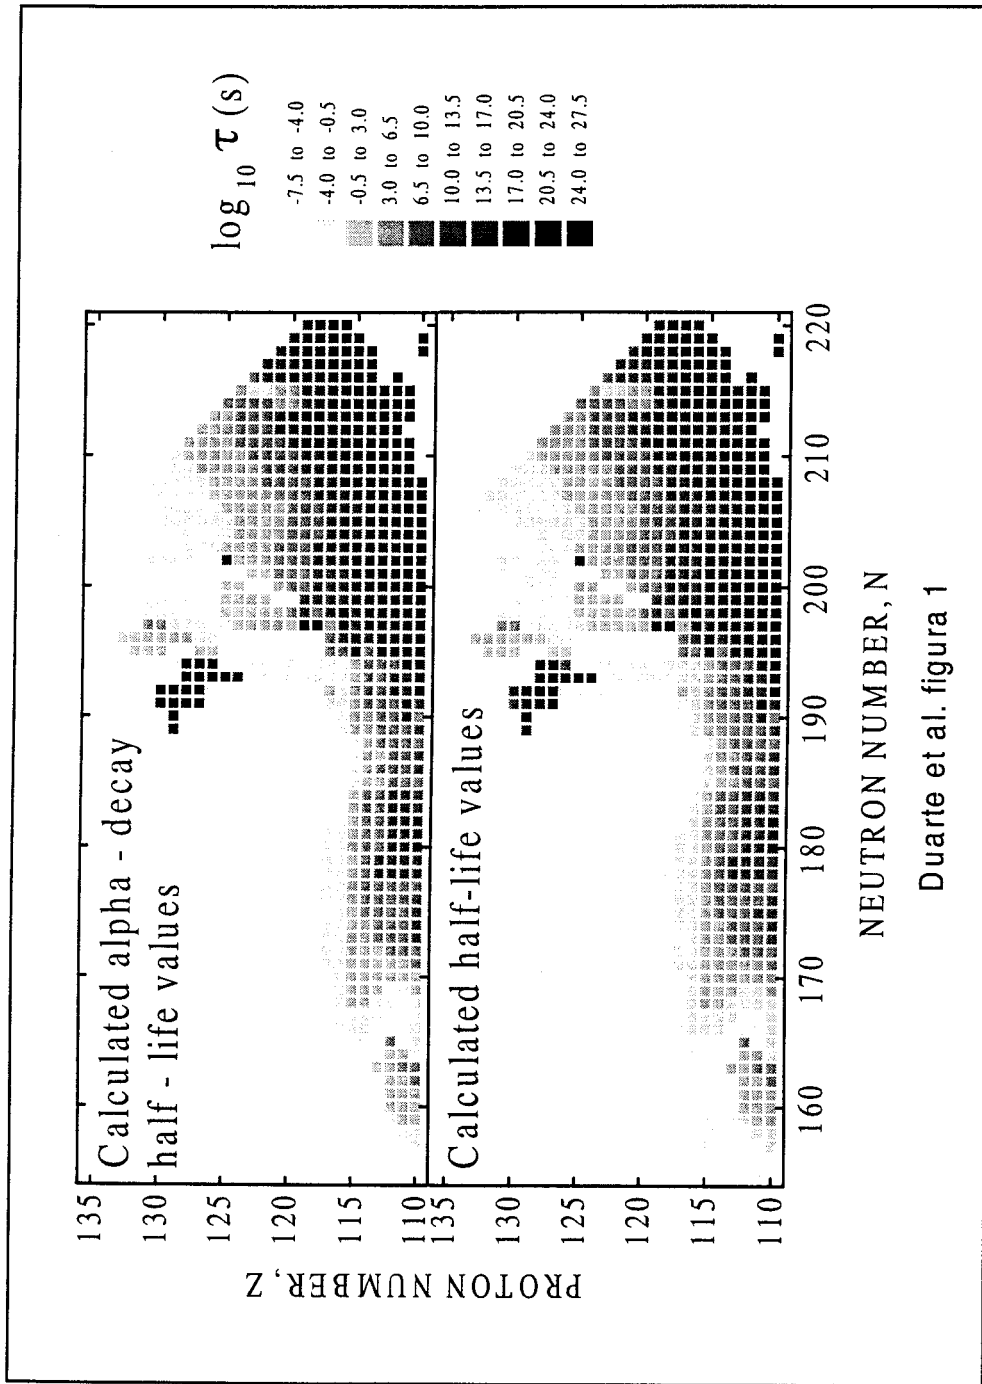 Calculated alpha - decay
half - life values
Calculated half-life values
PROTON NUMBER, Z
135
130
125
120
115
110
135
130
125
120
115
110
160
170
180
190
200
210
220
NEUTRON NUMBER, N
log10 τ (s)
-7.5 to -4.0
-4.0 to -0.5
-0.5 to 3.0
3.0 to 6.5
6.5 to 10.0
10.0 to 13.5
13.5 to 17.0
17.0 to 20.5
20.5 to 24.0
24.0 to 27.5
Duarte et al. figura 1